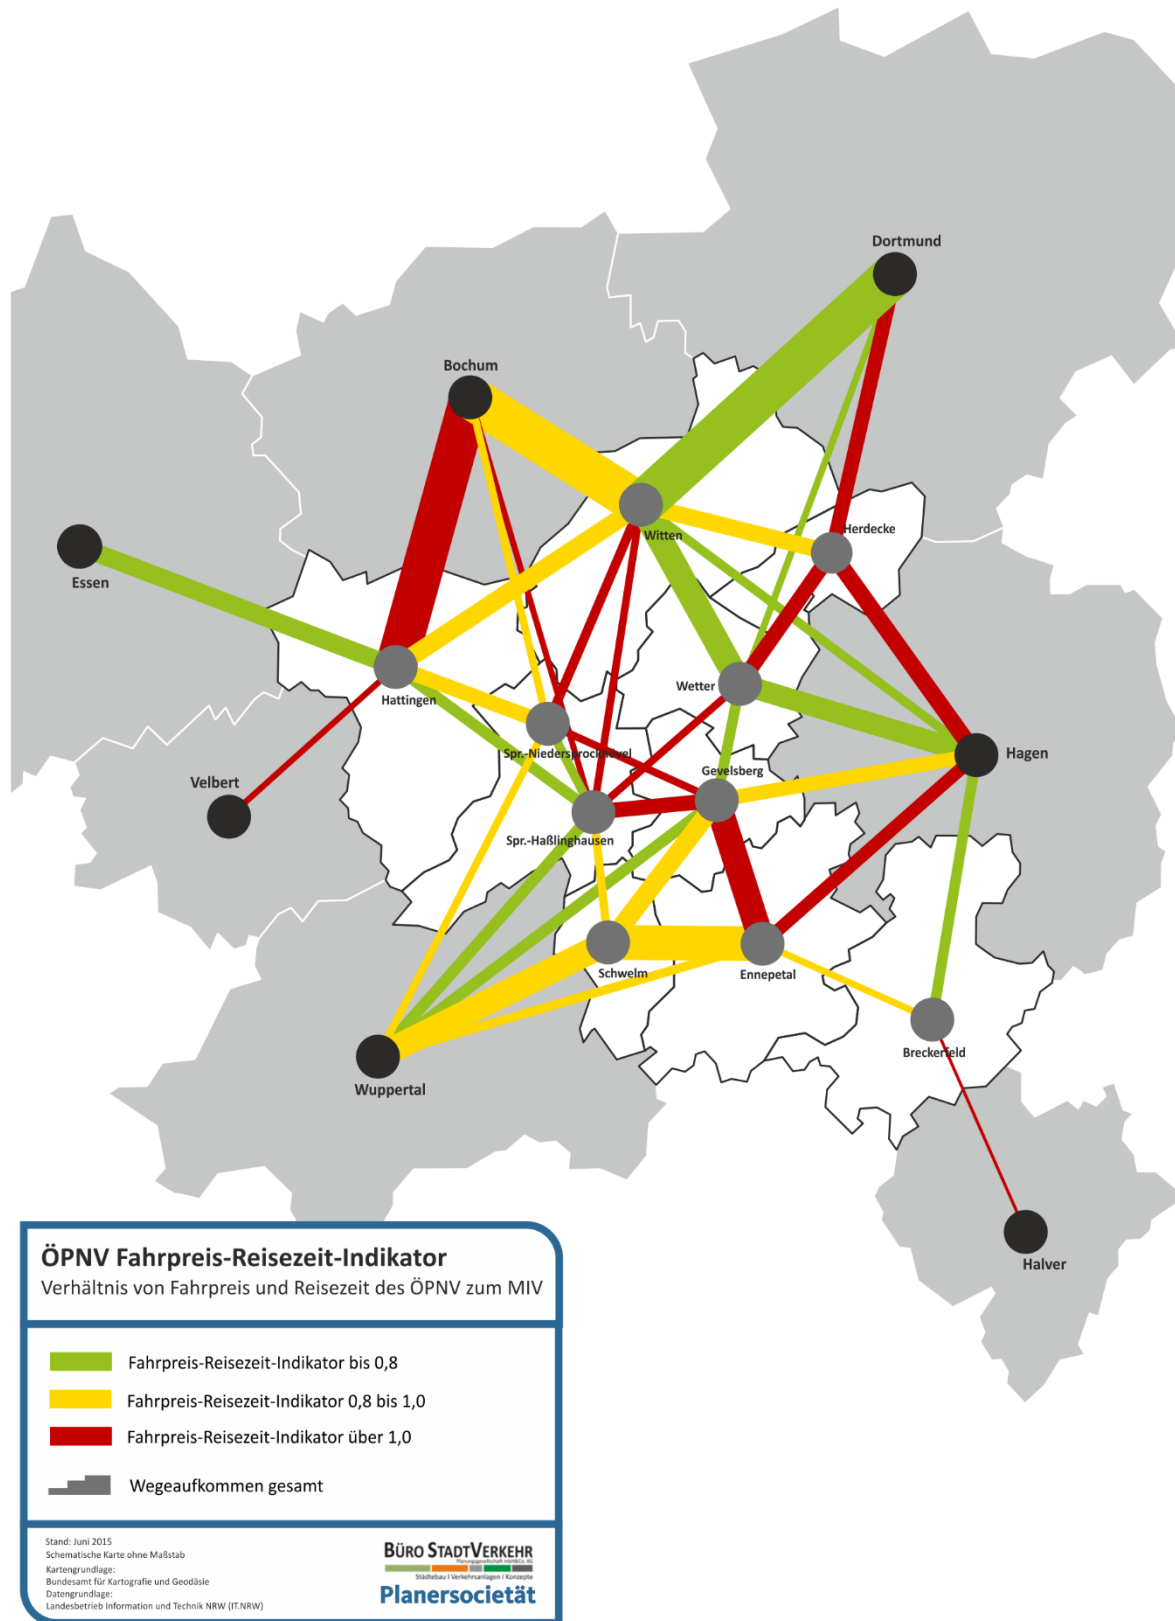 Dortmund
Bochum
Herdecke
Witten
Essen
Wetter
Hattingen
Spr.-Niedersprockhövel
Hagen
Gevelsberg
Velbert
Spr.-Haßlinghausen
Schwelm
Ennepetal
Breckerfeld
Wuppertal
Halver
ÖPNV Fahrpreis-Reisezeit-Indikator
Verhältnis von Fahrpreis und Reisezeit des ÖPNV zum MIV
Fahrpreis-Reisezeit-Indikator bis 0,8
Fahrpreis-Reisezeit-Indikator 0,8 bis 1,0
Fahrpreis-Reisezeit-Indikator über 1,0
Wegeaufkommen gesamt
Stand: Juni 2015
Schematische Karte ohne Maßstab
Kartengrundlage:
Bundesamt für Kartografie und Geodäsie
Datengrundlage:
Landesbetrieb Information und Technik NRW (IT.NRW)
BÜRO STADTVERKEHR
Planungsgesellschaft mbH&Co. KG
Städtebau I Verkehrsanlagen I Konzepte
Planersocietät